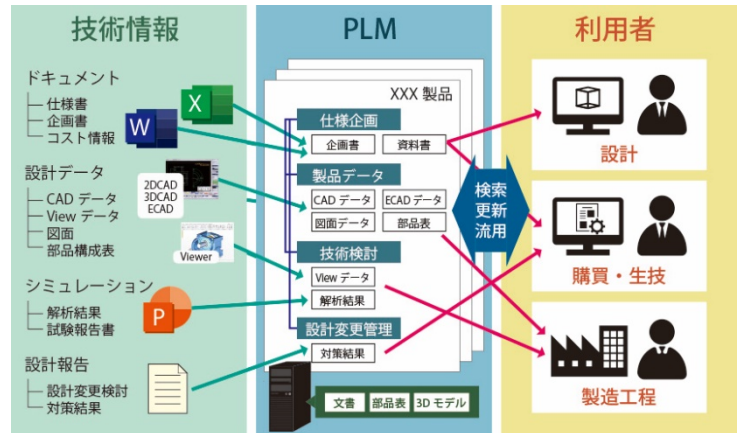 技術情報
ドキュメント
仕様書
企画書
コスト情報
X
W
設計データ
CAD データ
View データ
図面
部品構成表
2DCAD
3DCAD
ECAD
Viewer
シミュレーション
解析結果
試験報告書
P
設計報告
設計変更検討
対策結果
PLM
XXX 製品
仕様企画
企画書
資料書
製品データ
CAD データ
ECAD データ
図面データ
部品表
技術検討
View データ
解析結果
設計変更管理
対策結果
文書
部品表
3D モデル
検索
更新
流用
利用者
設計
購買・生技
製造工程